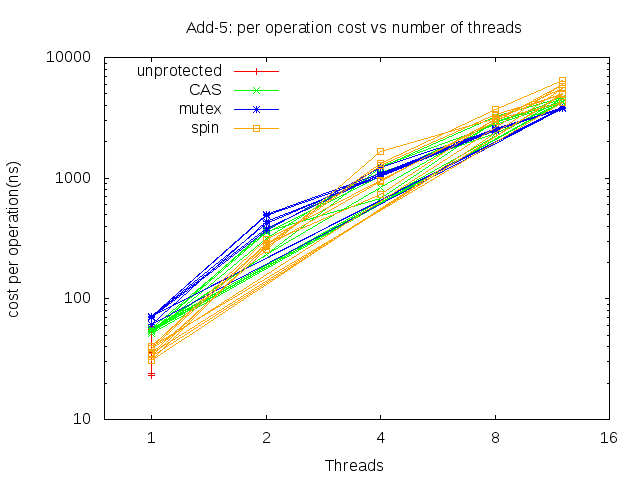 Add-5: per operation cost vs number of threads
10000
1000
100
10
cost per operation(ns)
unprotected
CAS
mutex
spin
1 2 4 8 16
Threads